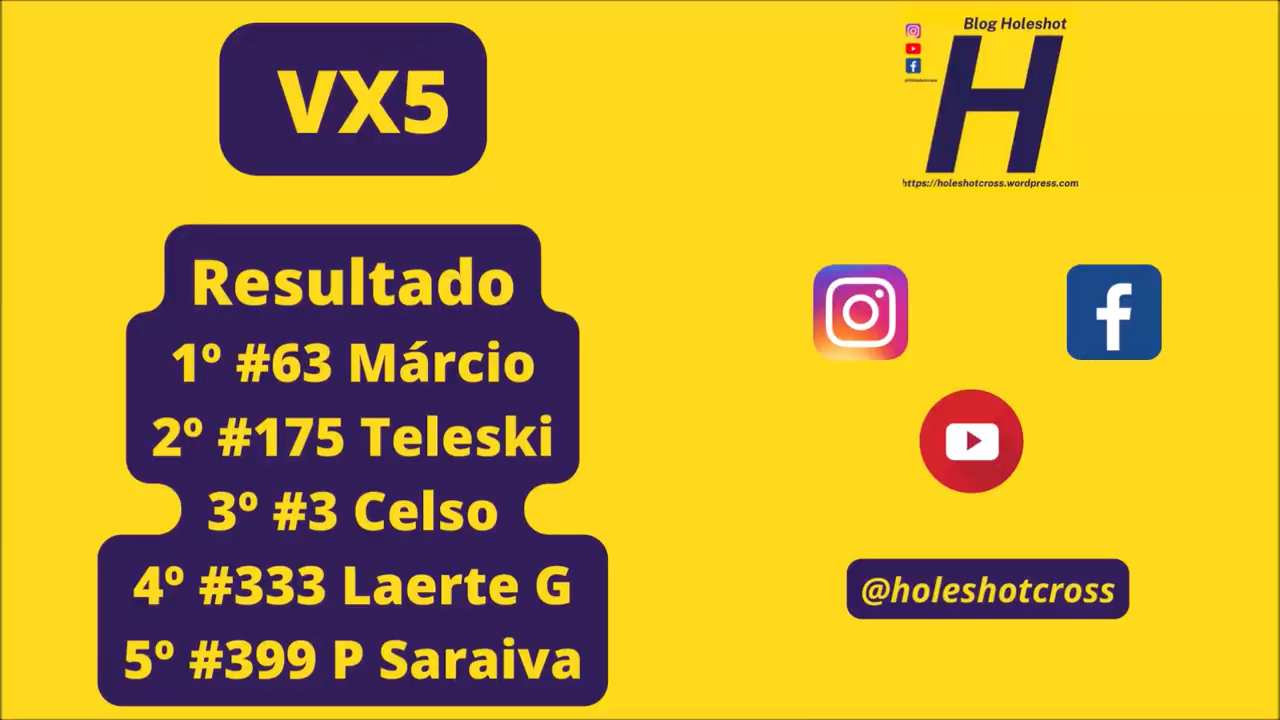 VX5
Resultado
1º #63 Márcio
2º #175 Teleski
3º #3 Celso
4º #333 Laerte G
5º #399 P Saraiva
Blog Holeshot
H
https://holeshotcross.wordpress.com
@holeshotcross